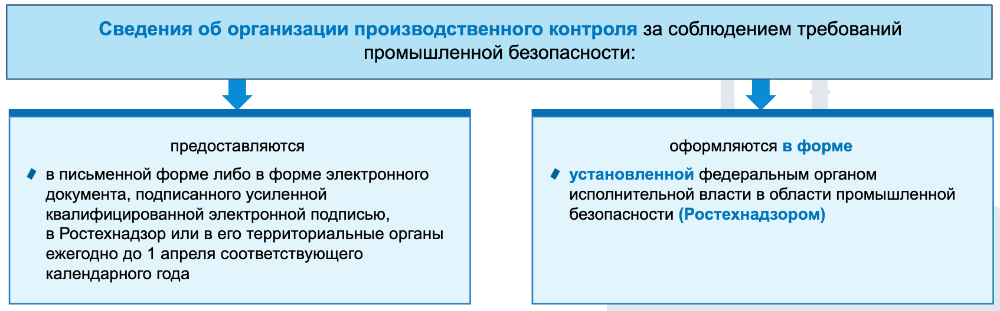 Сведения об организации производственного контроля за соблюдением требований
промышленной безопасности:
предоставляются
в письменной форме либо в форме электронного
документа, подписанного усиленной
квалифицированной электронной подписью,
в Ростехнадзор или в его территориальные органы
ежегодно до 1 апреля соответствующего
календарного года
оформляются в форме
установленной федеральным органом
исполнительной власти в области промышленной
безопасности (Ростехнадзором)